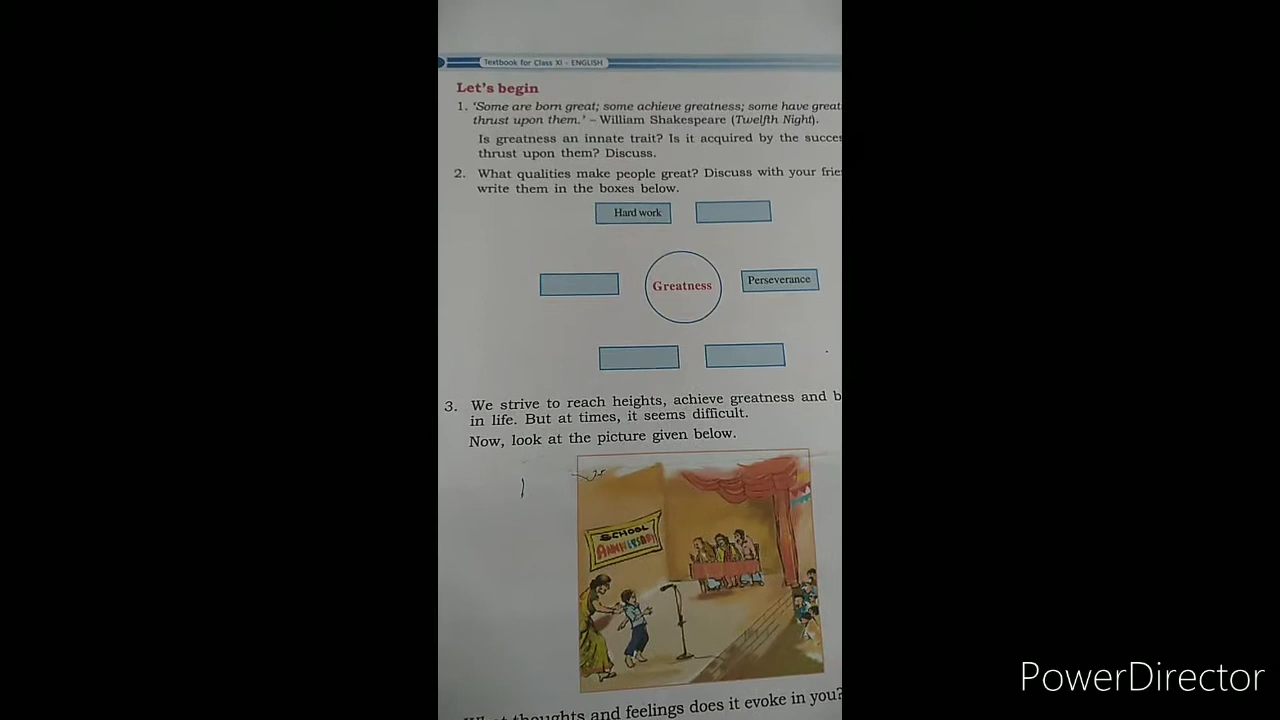 Textbook for Class XI - ENGLISH
Let's begin
1. 'Some are born great; some achieve greatness; some have great
thrust upon them.' – William Shakespeare (Twelfth Night).
Is greatness an innate trait? Is it acquired by the
thrust upon them? Discuss.
2. What qualities make people great? Discuss with your
write them in the boxes below.
Hard work
Greatness
Perseverance
3. We strive to reach heights, achieve greatness and
in life. But at times, it seems difficult.
Now, look at the picture given below.
SCHOOL
ANNIVERSARY
thoughts and feelings does it evoke in you?
PowerDirector